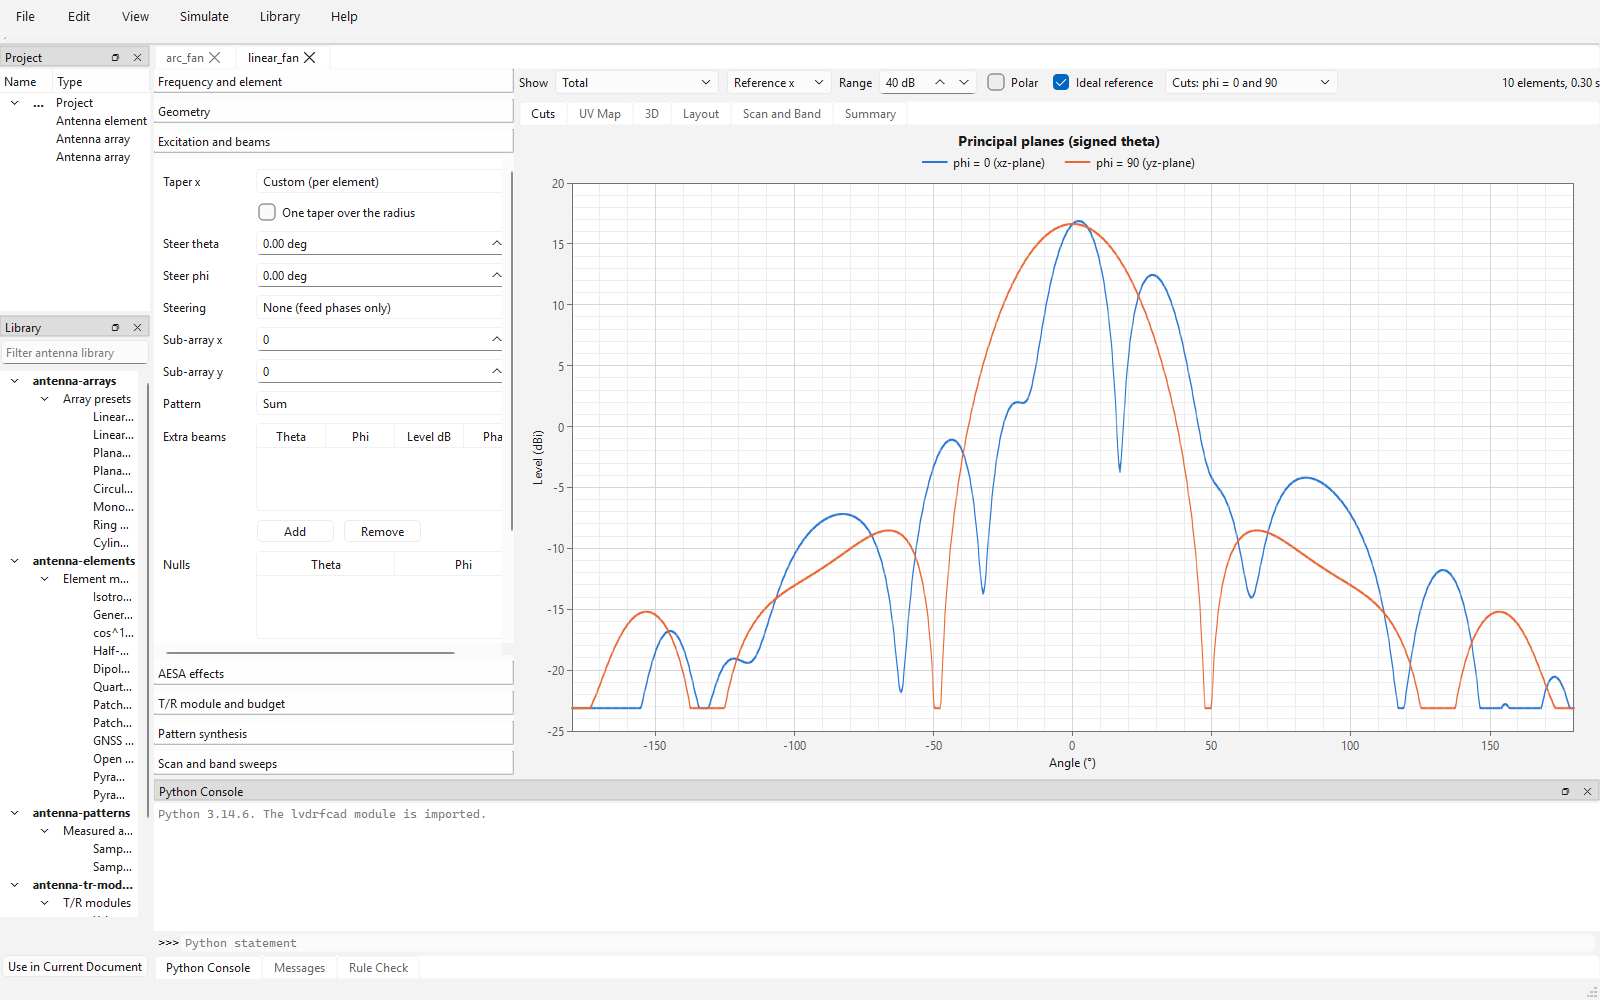 File Edit View Simulate Library Help
Project
Name Type
... Project
Antenna element
Antenna array
Antenna array
Library
Filter antenna library
antenna-arrays
Array presets
Linear...
Linear...
Plana...
Plana...
Circul...
Mono...
Ring ...
Cylin...
antenna-elements
Element m...
Isotro...
Gener...
cos^1...
Half-...
Dipol...
Quart...
Patch...
Patch...
GNSS ...
Open ...
Pyra...
Pyra...
antenna-patterns
Measured a...
Samp...
Samp...
antenna-tr-mod...
T/R modules
Use in Current Document
arc_fan linear_fan
Frequency and element
Geometry
Excitation and beams
Taper x Custom (per element)
One taper over the radius
Steer theta 0.00 deg
Steer phi 0.00 deg
Steering None (feed phases only)
Sub-array x 0
Sub-array y 0
Pattern Sum
Extra beams Theta Phi Level dB Pha
Add Remove
Nulls Theta Phi
AESA effects
T/R module and budget
Pattern synthesis
Scan and band sweeps
Show Total Reference x Range 40 dB Polar Ideal reference Cuts: phi = 0 and 90 10 elements, 0.30 s
Cuts UV Map 3D Layout Scan and Band Summary
Principal planes (signed theta)
phi = 0 (xz-plane) phi = 90 (yz-plane)
20
15
10
5
0
-5
-10
-15
-20
-25
Level (dBi)
-150 -100 -50 0 50 100 150
Angle (°)
Python Console
Python 3.14.6. The lvdrfcad module is imported.
>>> Python statement
Python Console Messages Rule Check